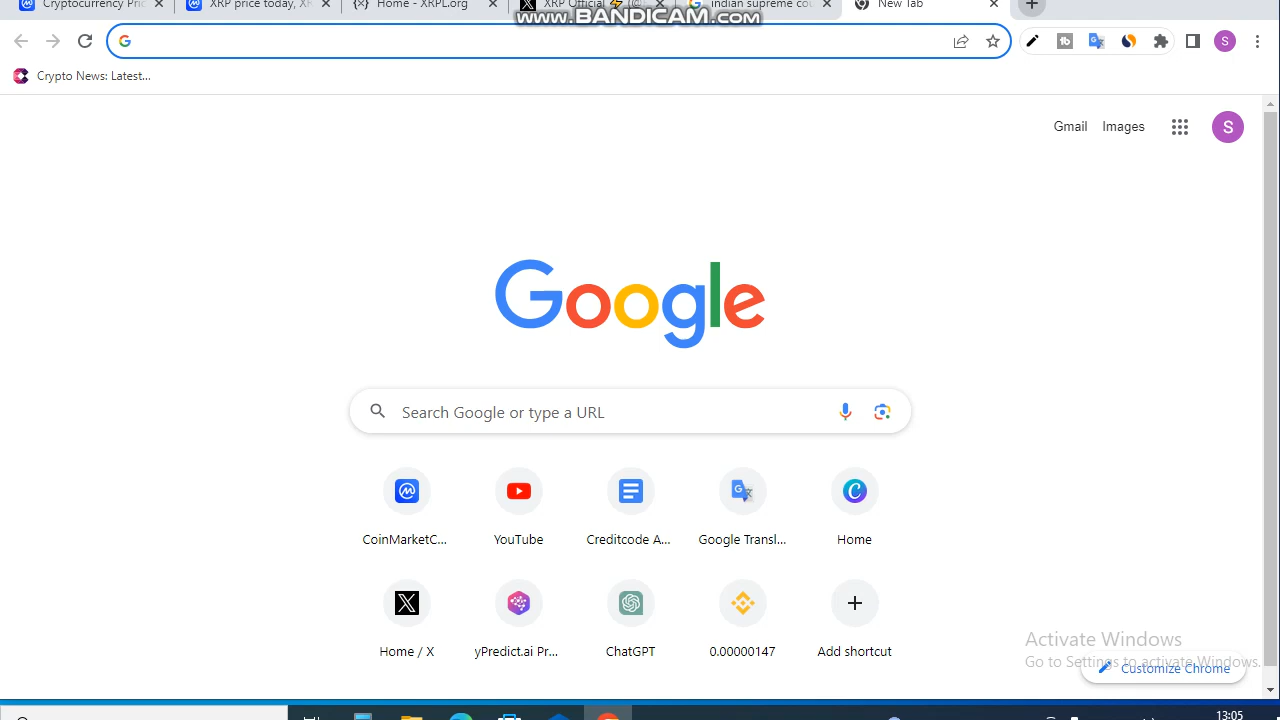 Cryptocurrency Pric
XRP price today, XR
Home - XRPL.org
XRP Official ⚡ @
indian supreme cou
New Tab
www.BANDICAM.com
Crypto News: Latest...
S
Gmail
Images
S
Google
Search Google or type a URL
CoinMarketC...
YouTube
Creditcode A...
Google Transl...
Home
Home / X
yPredict.ai Pr...
ChatGPT
0.00000147
Add shortcut
Activate Windows
Go to Settings to activate Windows.
Customize Chrome
13:05